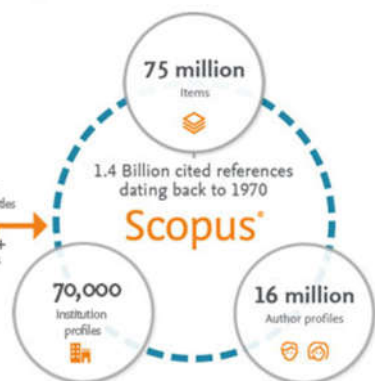 75 million
Items
1.4 Billion cited references
dating back to 1970
Scopus®
70,000
Institution
profiles
16 million
Author profiles